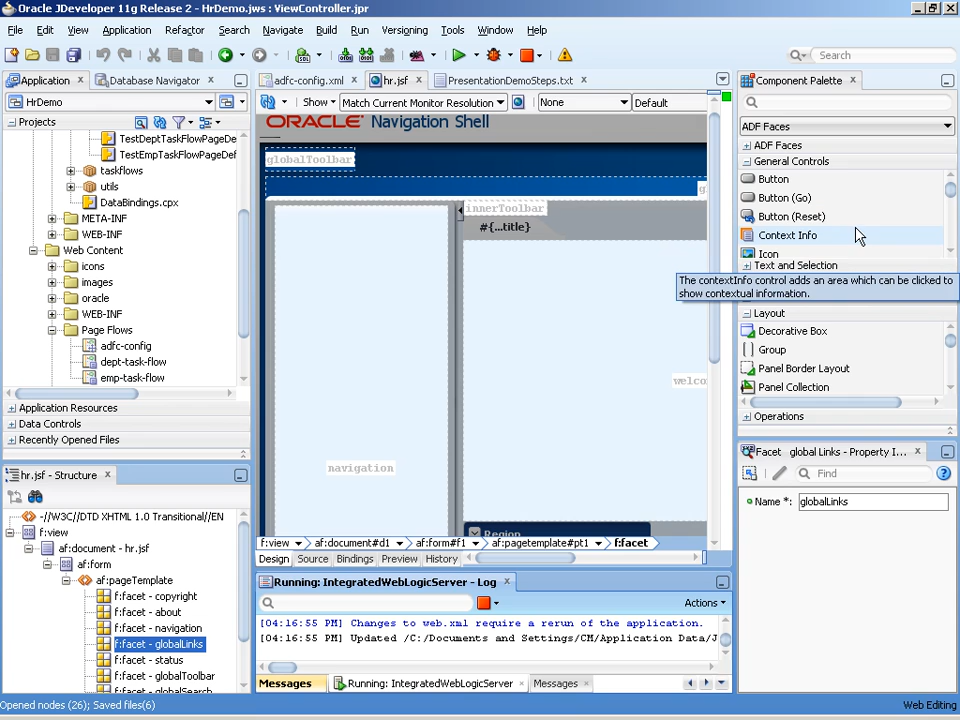 Oracle JDeveloper 11g Release 2 - HrDemo.jws : ViewController.jpr
File Edit View Application Refactor Search Navigate Build Run Versioning Tools Window Help
Search
Application
Database Navigator
HrDemo
Projects
TestDeptTaskFlowPageDe
TestEmpTaskFlowPageDef
taskflows
utils
DataBindings.cpx
META-INF
WEB-INF
Web Content
icons
images
oracle
WEB-INF
Page Flows
adfc-config
dept-task-flow
emp-task-flow
Application Resources
Data Controls
Recently Opened Files
hr.jsf - Structure
-//W3C//DTD XHTML 1.0 Transitional//EN
f:view
af:document - hr.jsf
af:form
af:pageTemplate
f:facet - copyright
f:facet - about
f:facet - navigation
f:facet - globalLinks
f:facet - status
f:facet - globalToolbar
f:facet - globalSearch
adfc-config.xml
hr.jsf
PresentationDemoSteps.txt
Show
Match Current Monitor Resolution
None
Default
ORACLE Navigation Shell
globalToolbar
g
innerToolbar
#{...title}
welco
navigation
Region
f:view
af:document#d1
af:form#f1
af:pagetemplate#pt1
f:facet
Design Source Bindings Preview History
Running: IntegratedWebLogicServer - Log
Actions
[04:16:55 PM] Changes to web.xml require a rerun of the application.
[04:16:55 PM] Updated /C:/Documents and Settings/CM/Application Data/J
Messages
Running: IntegratedWebLogicServer
Messages
Component Palette
ADF Faces
ADF Faces
General Controls
Button
Button (Go)
Button (Reset)
Context Info
Icon
Text and Selection
The contextInfo control adds an area which can be clicked to
show contextual information.
Layout
Decorative Box
Group
Panel Border Layout
Panel Collection
Operations
Facet global Links - Property I...
Find
Name *:
globalLinks
Opened nodes (26); Saved files(6)
Web Editing